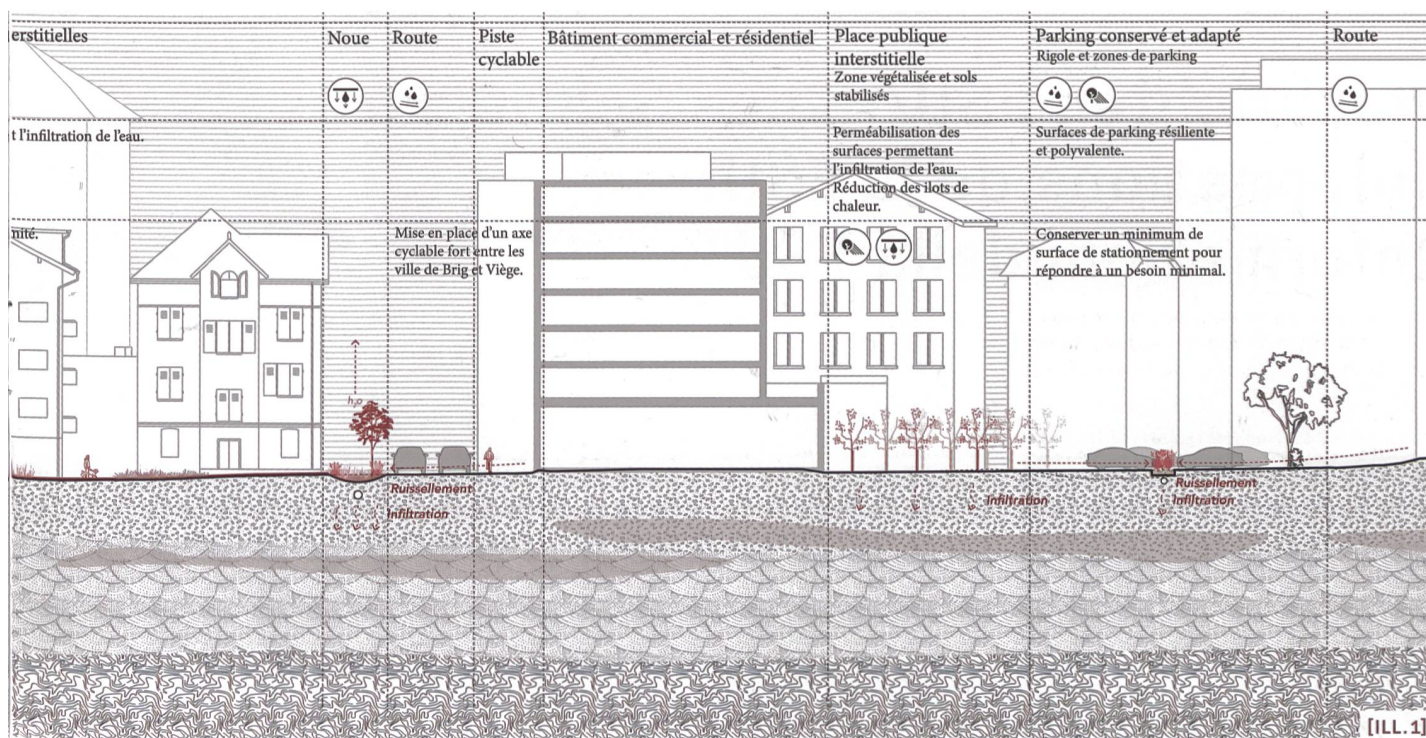 erstitielles
Noue
Route
Piste
cyclable
Bâtiment commercial et résidentiel
Place publique
interstitielle
Zone végétalisée et sols
stabilisés
Parking conservé et adapté
Rigole et zones de parking
Route
t l'infiltration de l'eau.
Perméabilisation des
surfaces permettant
l'infiltration de l'eau.
Réduction des ilots de
chaleur.
Surfaces de parking résiliente
et polyvalente.
nité.
Mise en place d'un axe
cyclable fort entre les
ville de Brig et Viège.
Conserver un minimum de
surface de stationnement pour
répondre à un besoin minimal.
h₂o
Ruissellement
Infiltration
Infiltration
Ruissellement
Infiltration
[ILL.1]